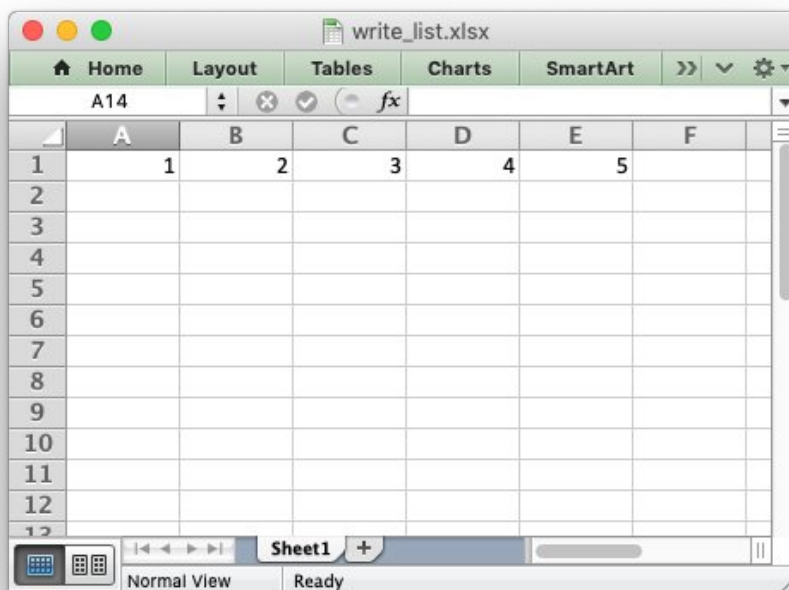 write_list.xlsx
Home Layout Tables Charts SmartArt
A14 fx
A B C D E F
1 1 2 3 4 5
2
3
4
5
6
7
8
9
10
11
12
13
Sheet1 +
Normal View Ready